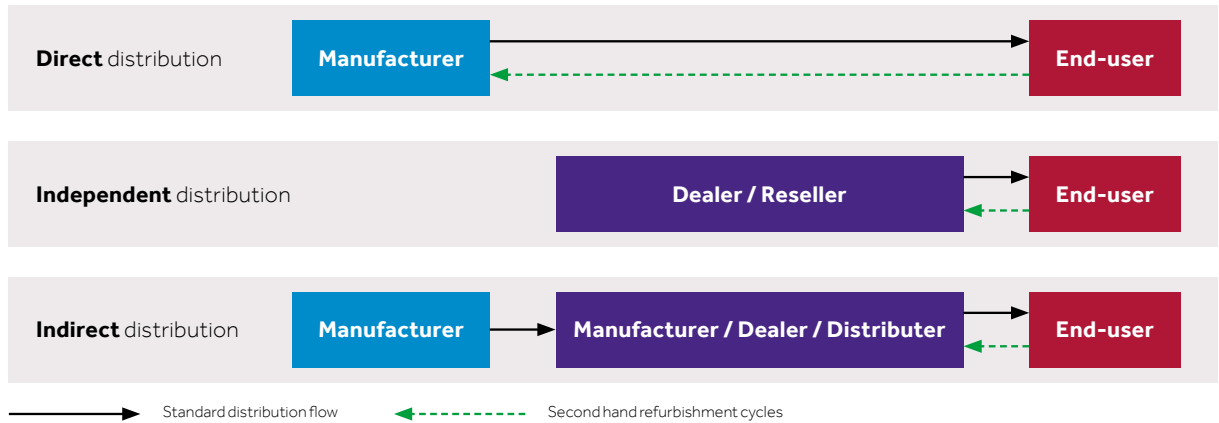 Direct distribution
Manufacturer
End-user
Independent distribution
Dealer / Reseller
End-user
Indirect distribution
Manufacturer
Manufacturer / Dealer / Distributer
End-user
Standard distribution flow
Second hand refurbishment cycles